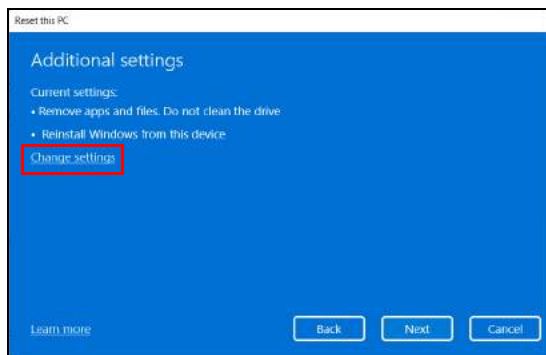 Reset this PC
Additional settings
Current settings:
• Remove apps and files. Do not clean the drive
• Reinstall Windows from this device
Change settings
Learn more
Back
Next
Cancel